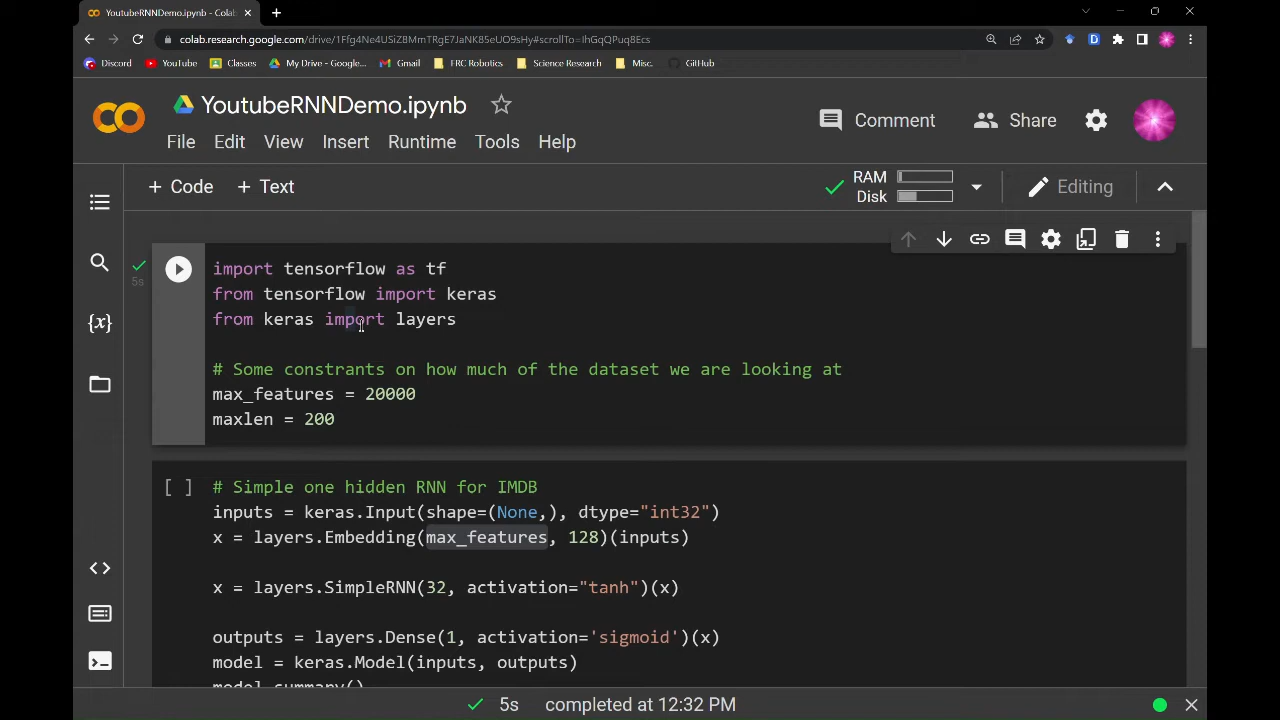 YoutubeRNNDemo.ipynb - Colab
colab.research.google.com/drive/1Ffg4Ne4USiZ8MmTRgE7JaNK85eUO9sHy#scrollTo=IhGqQPuq8Ecs
Discord YouTube Classes My Drive - Google... Gmail FRC Robotics Science Research Misc. GitHub
YoutubeRNNDemo.ipynb
Comment Share
File Edit View Insert Runtime Tools Help
+ Code + Text
RAM
Disk
Editing
5s
import tensorflow as tf
from tensorflow import keras
from keras import layers
# Some constrants on how much of the dataset we are looking at
max_features = 20000
maxlen = 200
[ ] # Simple one hidden RNN for IMDB
inputs = keras.Input(shape=(None,), dtype="int32")
x = layers.Embedding(max_features, 128)(inputs)
x = layers.SimpleRNN(32, activation="tanh")(x)
outputs = layers.Dense(1, activation='sigmoid')(x)
model = keras.Model(inputs, outputs)
model.summary()
5s completed at 12:32 PM